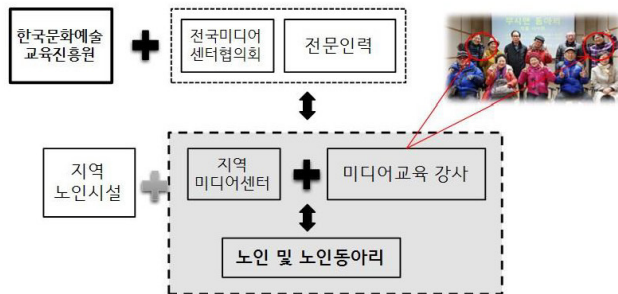 한국문화예술
교육진흥원
전국미디어
센터협의회
전문인력
지역
노인시설
지역
미디어센터
미디어교육 강사
노인 및 노인동아리